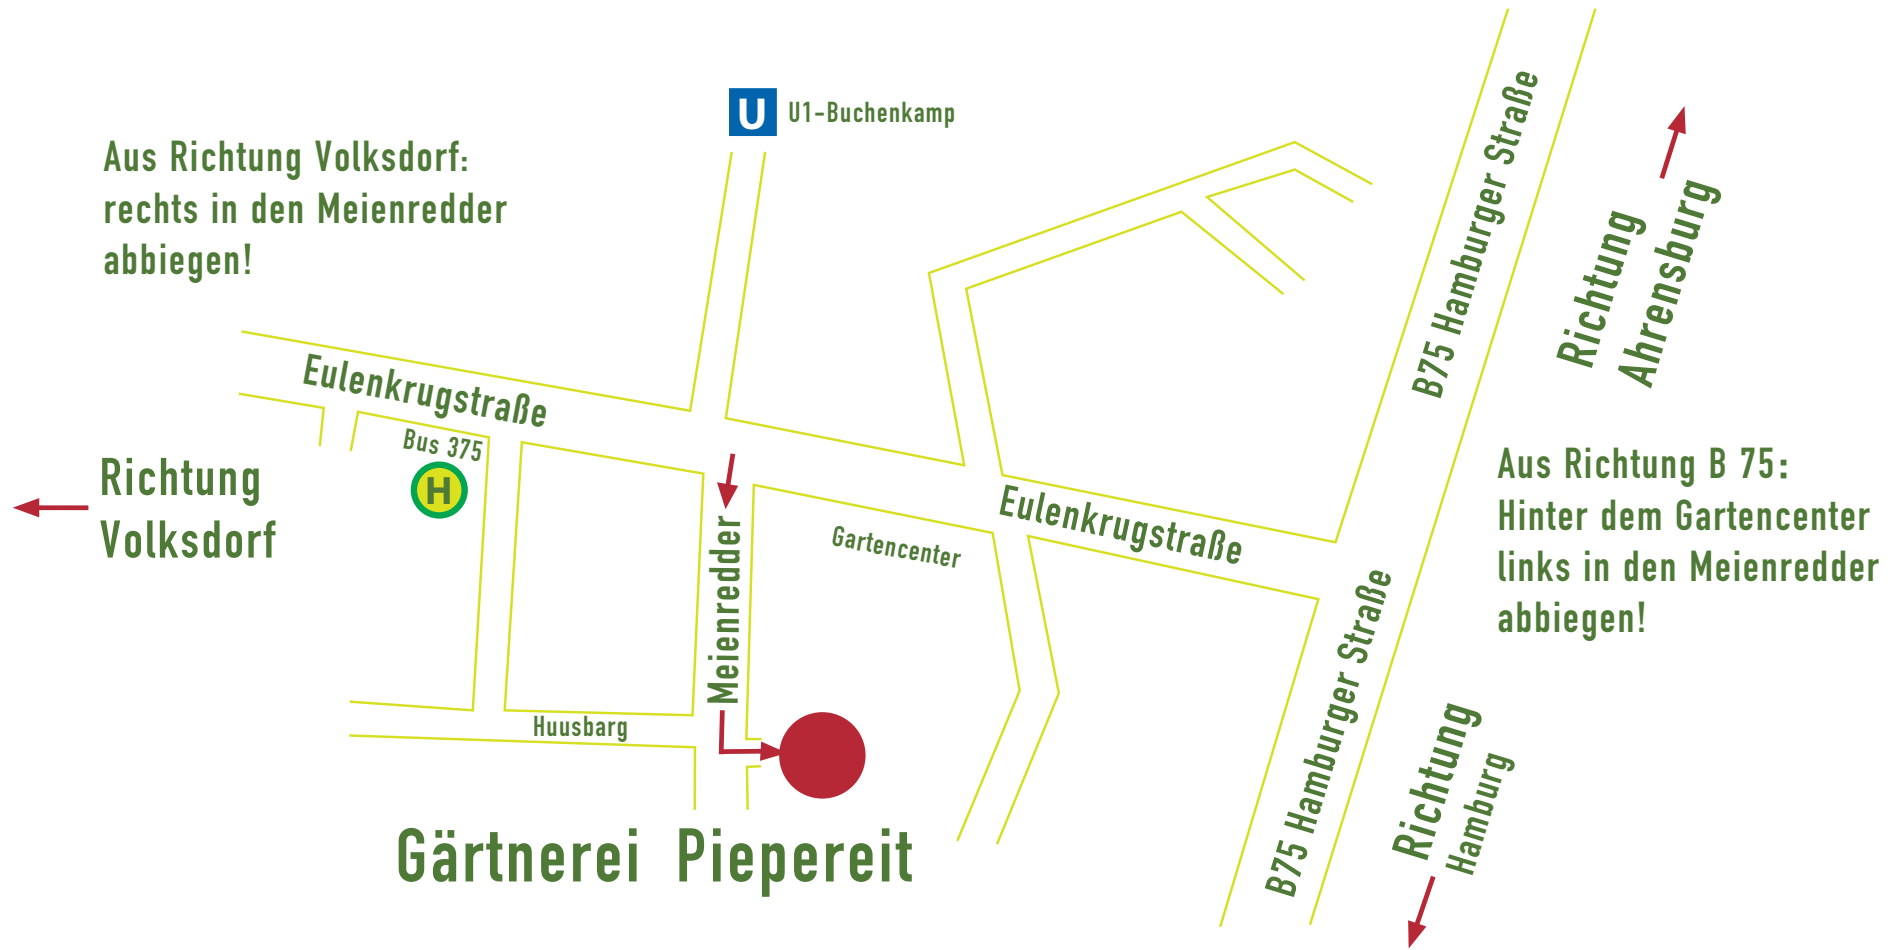 U U1-Buchenkamp
Aus Richtung Volksdorf:
rechts in den Meienredder
abbiegen!
B75 Hamburger Straße
Richtung
Ahrensburg
Eulenkrugstraße
Bus 375
H
Richtung
Volksdorf
Meienredder
Gartencenter
Eulenkrugstraße
Aus Richtung B 75:
Hinter dem Gartencenter
links in den Meienredder
abbiegen!
Huusbarg
B75 Hamburger Straße
Richtung
Hamburg
Gärtnerei Piepereit